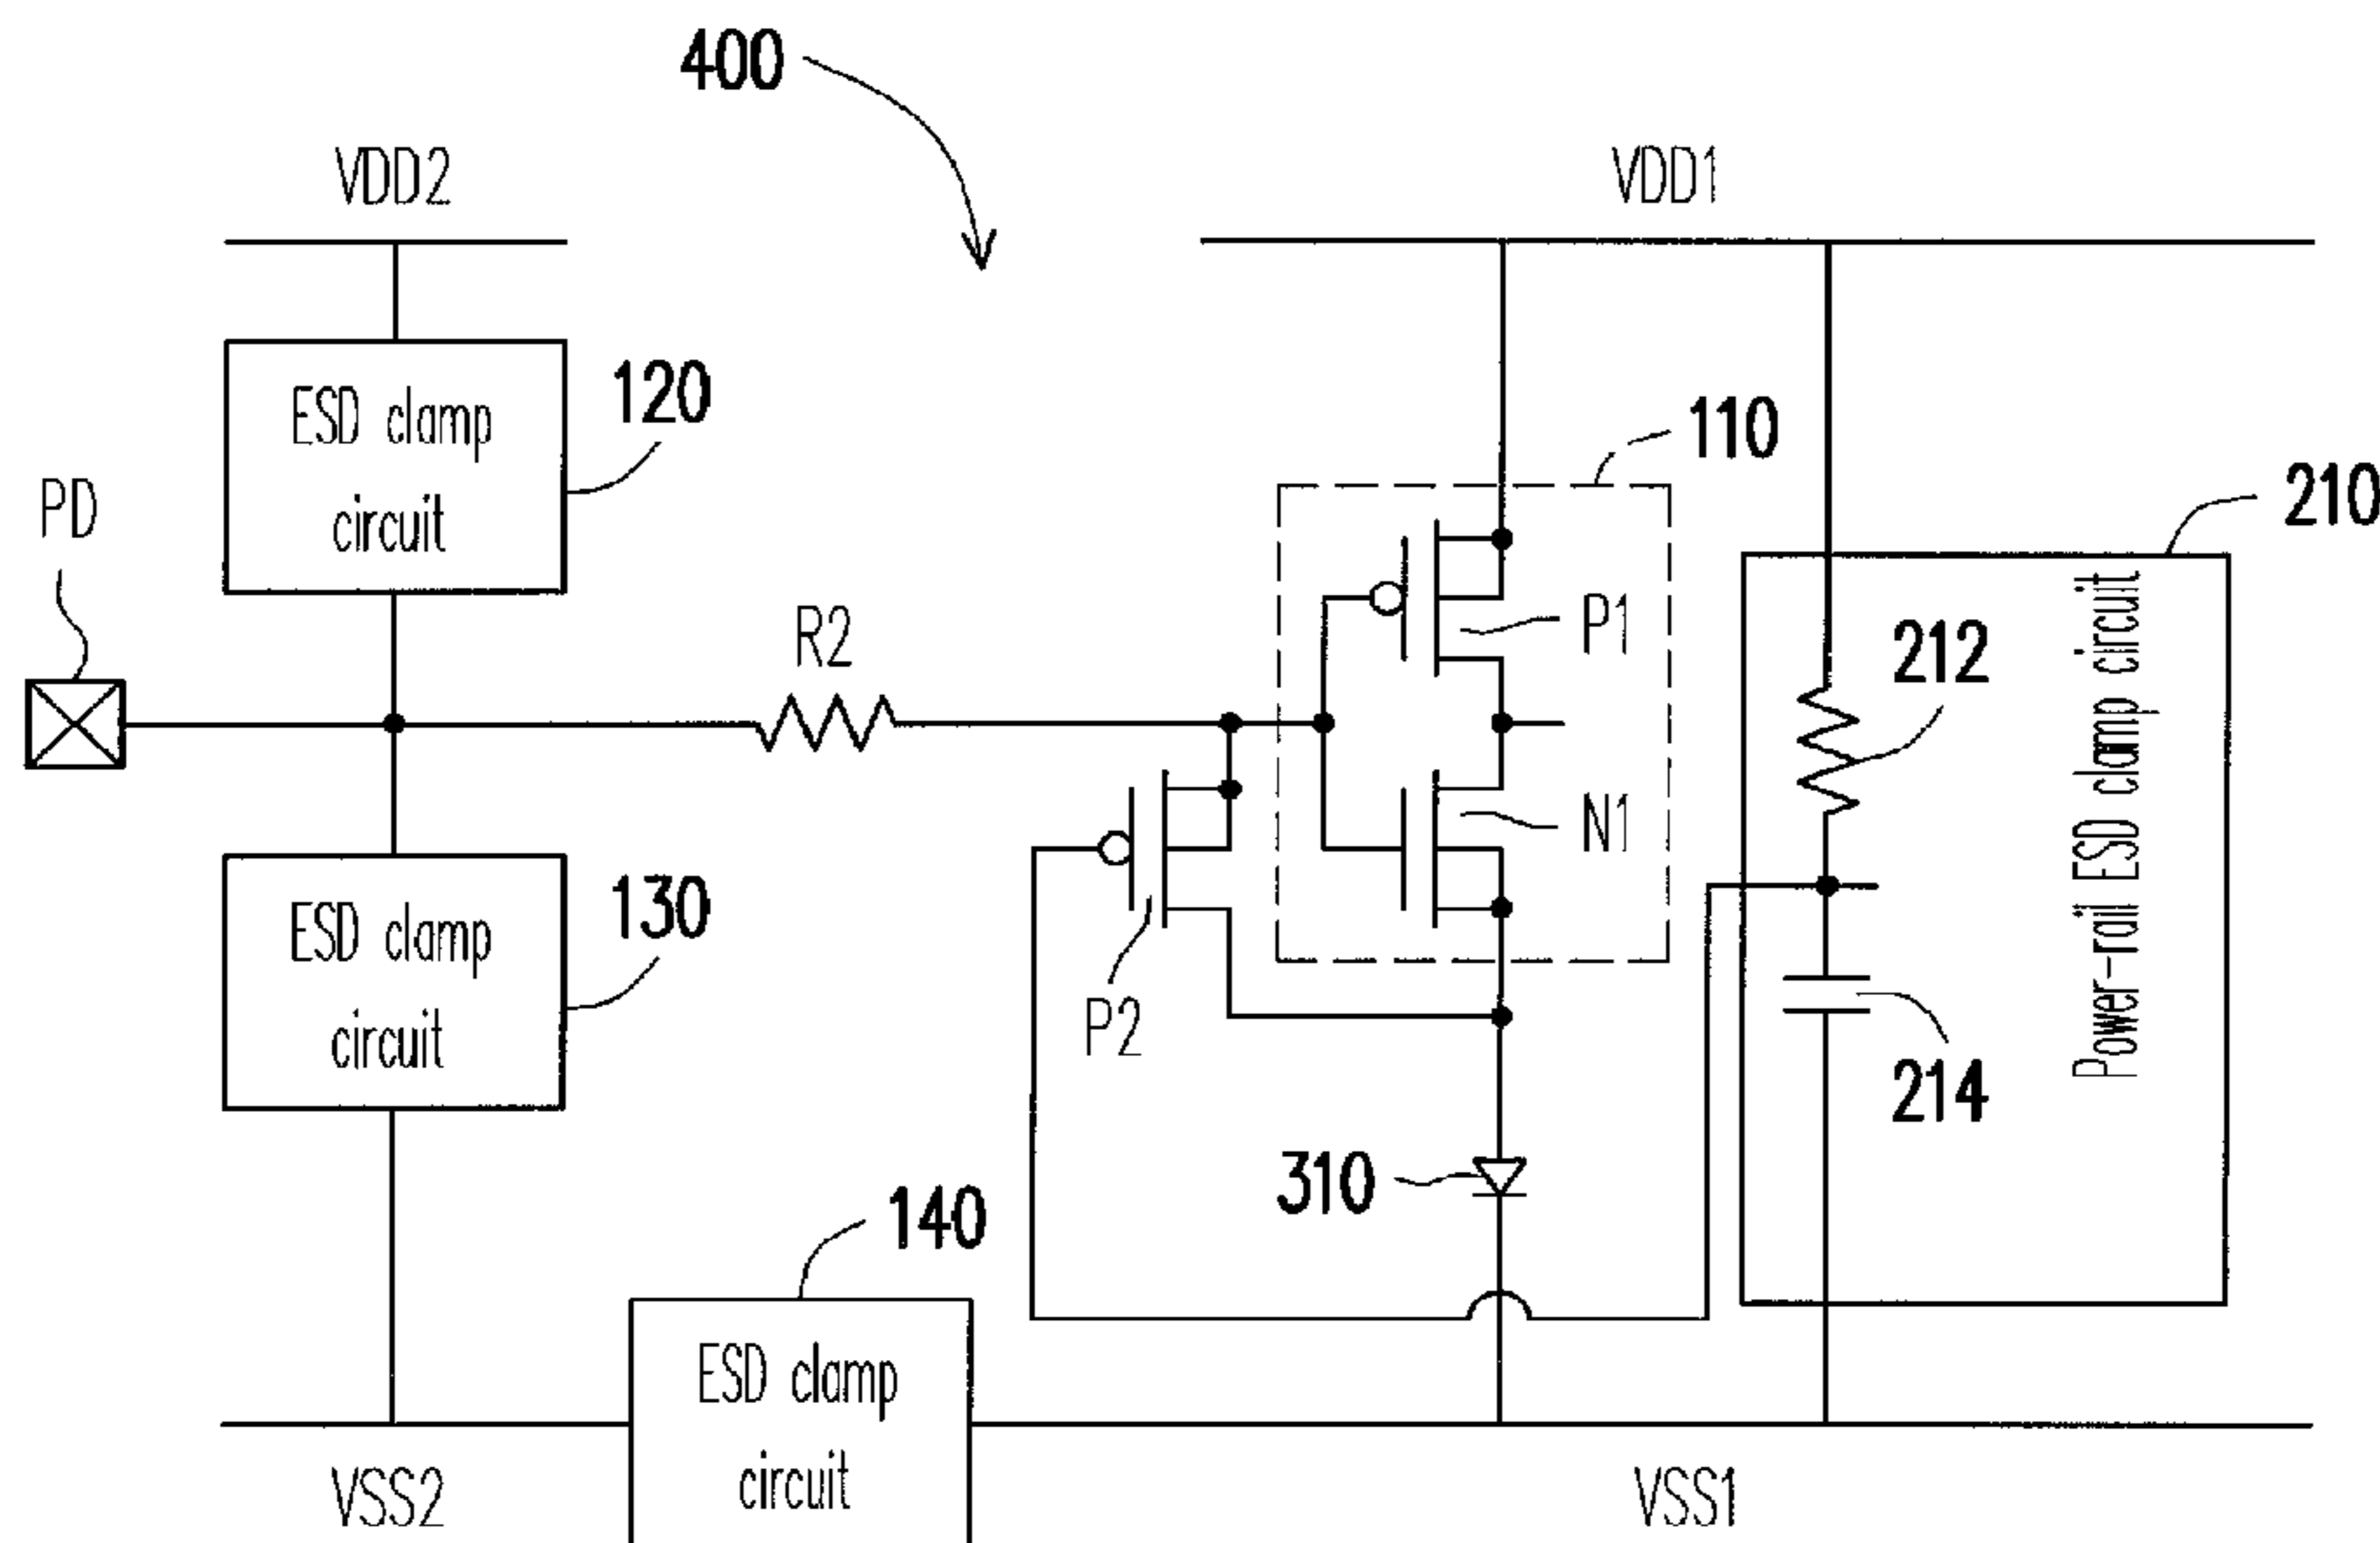 400
VDD2
VDD1
ESD clamp
circuit
120
110
210
PD
R2
P1
212
Power-rail ESD clamp circuit
N1
ESD clamp
circuit
130
P2
214
310
140
ESD clamp
circuit
VSS2
VSS1